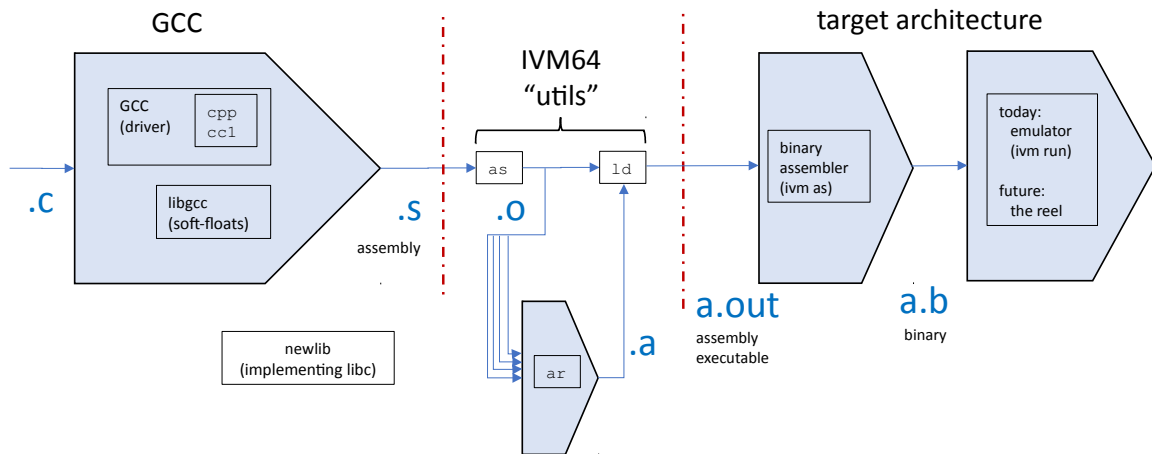 GCC
IVM64
“utils”
target architecture
GCC
(driver)
cpp
cc1
libgcc
(soft-floats)
.c
.s
assembly
as
ld
.o
ar
.a
newlib
(implementing libc)
binary
assembler
(ivm as)
a.out
assembly
executable
a.b
binary
today:
emulator
(ivm run)
future:
the reel